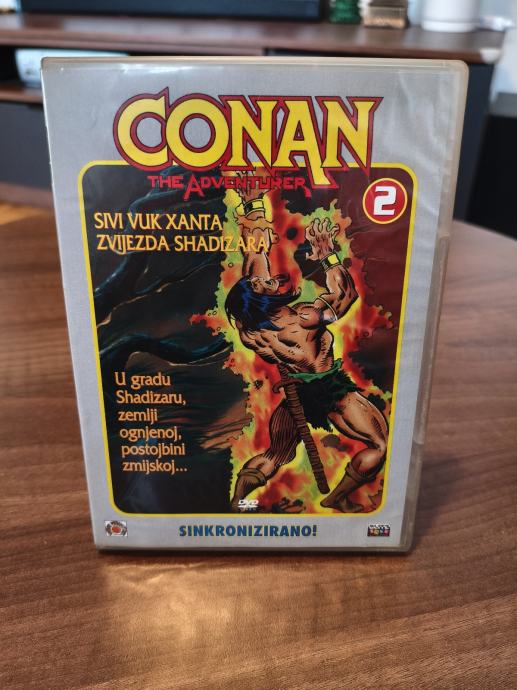 CONAN
THE ADVENTURER
2
SIVI VUK XANTA
ZVIJEZDA SHADIZARA
U gradu
Shadizaru,
zemlji
ognjenoj,
postojbini
zmijskoj...
DVD
SINKRONIZIRANO!